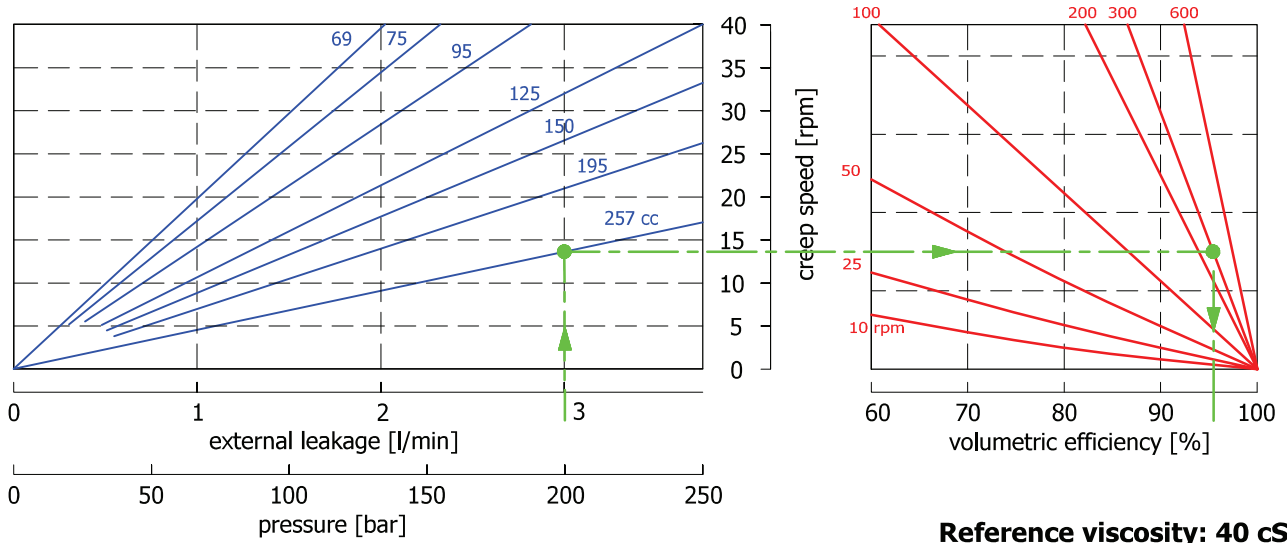 69
75
95
125
150
195
257 cc
40
35
30
25
20
15
10
5
0
creep speed [rpm]
0 1 2 3
external leakage [l/min]
0 50 100 150 200 250
pressure [bar]
100 200 300 600
50
25
10 rpm
60 70 80 90 100
volumetric efficiency [%]
Reference viscosity: 40 cS